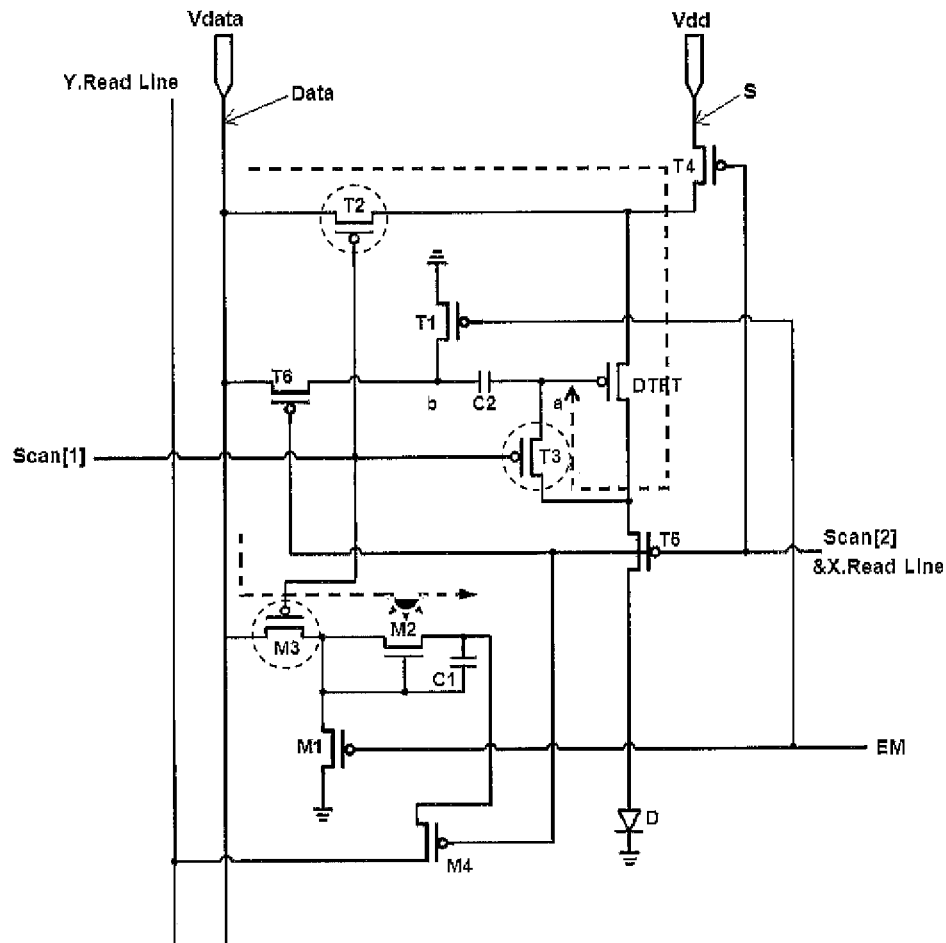 Vdata
Vdd
Y.Read Line
Data
S
T4
T2
T1
T6
b
C2
a
DTFT
Scan[1]
T3
T5
Scan[2]
&X.Read Line
M2
M3
C1
M1
EM
D
M4